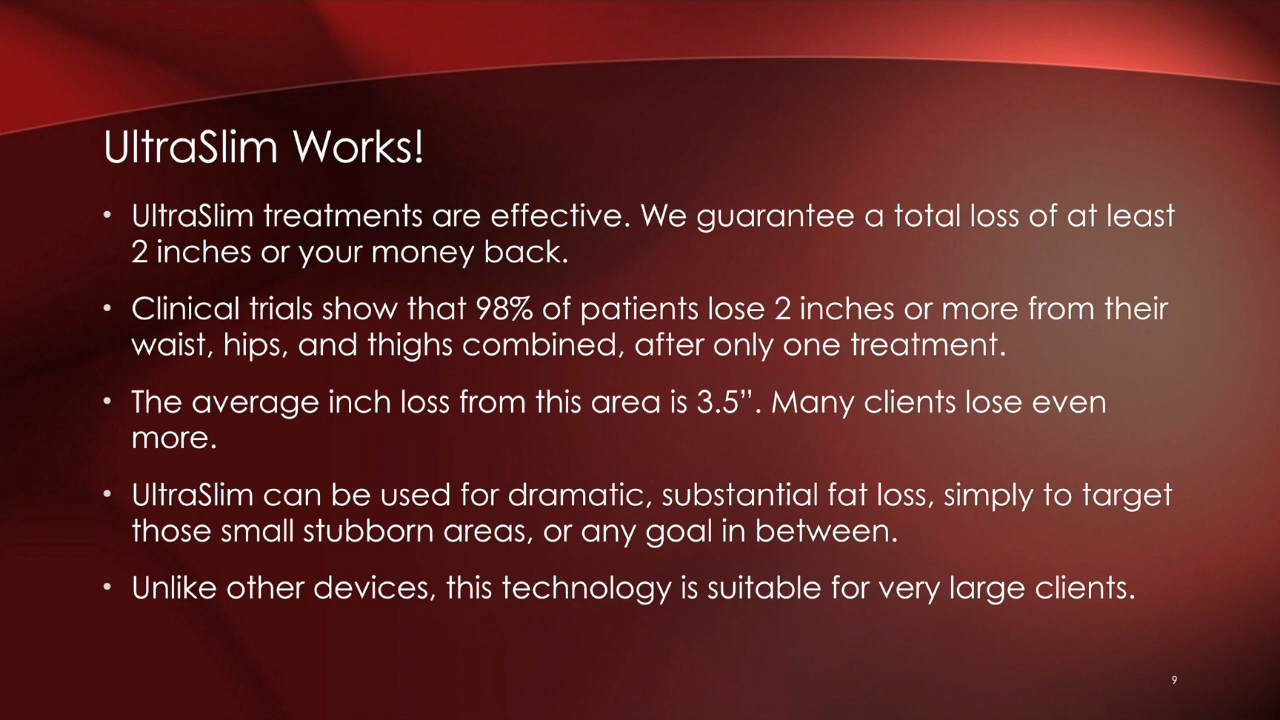 UltraSlim Works!
• UltraSlim treatments are effective. We guarantee a total loss of at least
2 inches or your money back.
• Clinical trials show that 98% of patients lose 2 inches or more from their
waist, hips, and thighs combined, after only one treatment.
• The average inch loss from this area is 3.5”. Many clients lose even
more.
• UltraSlim can be used for dramatic, substantial fat loss, simply to target
those small stubborn areas, or any goal in between.
• Unlike other devices, this technology is suitable for very large clients.
9